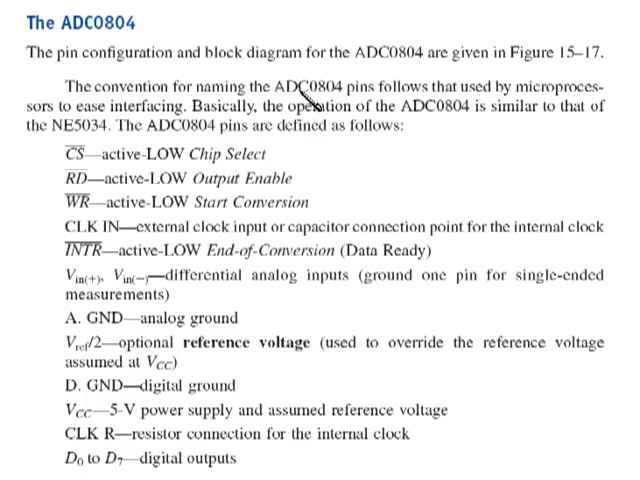 The ADC0804
The pin configuration and block diagram for the ADC0804 are given in Figure 15–17.
The convention for naming the ADC0804 pins follows that used by microproces-
sors to ease interfacing. Basically, the operation of the ADC0804 is similar to that of
the NE5034. The ADC0804 pins are defined as follows:
C̅S̅—active-LOW Chip Select
R̅D̅—active-LOW Output Enable
W̅R̅—active-LOW Start Conversion
CLK IN—external clock input or capacitor connection point for the internal clock
I̅N̅T̅R̅—active-LOW End-of-Conversion (Data Ready)
Vin(+), Vin(−)—differential analog inputs (ground one pin for single-ended
measurements)
A. GND—analog ground
Vref/2—optional reference voltage (used to override the reference voltage
assumed at VCC)
D. GND—digital ground
VCC—5-V power supply and assumed reference voltage
CLK R—resistor connection for the internal clock
D0 to D7—digital outputs